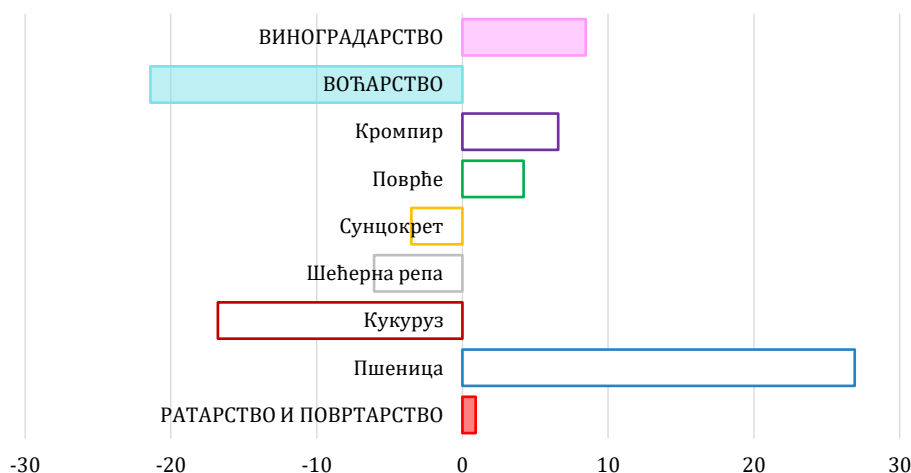 ВИНОГРАДАРСТВО
ВОЋАРСТВО
Кромпир
Поврће
Сунцокрет
Шећерна репа
Кукуруз
Пшеница
РАТАРСТВО И ПОВРТАРСТВО
-30 -20 -10 0 10 20 30